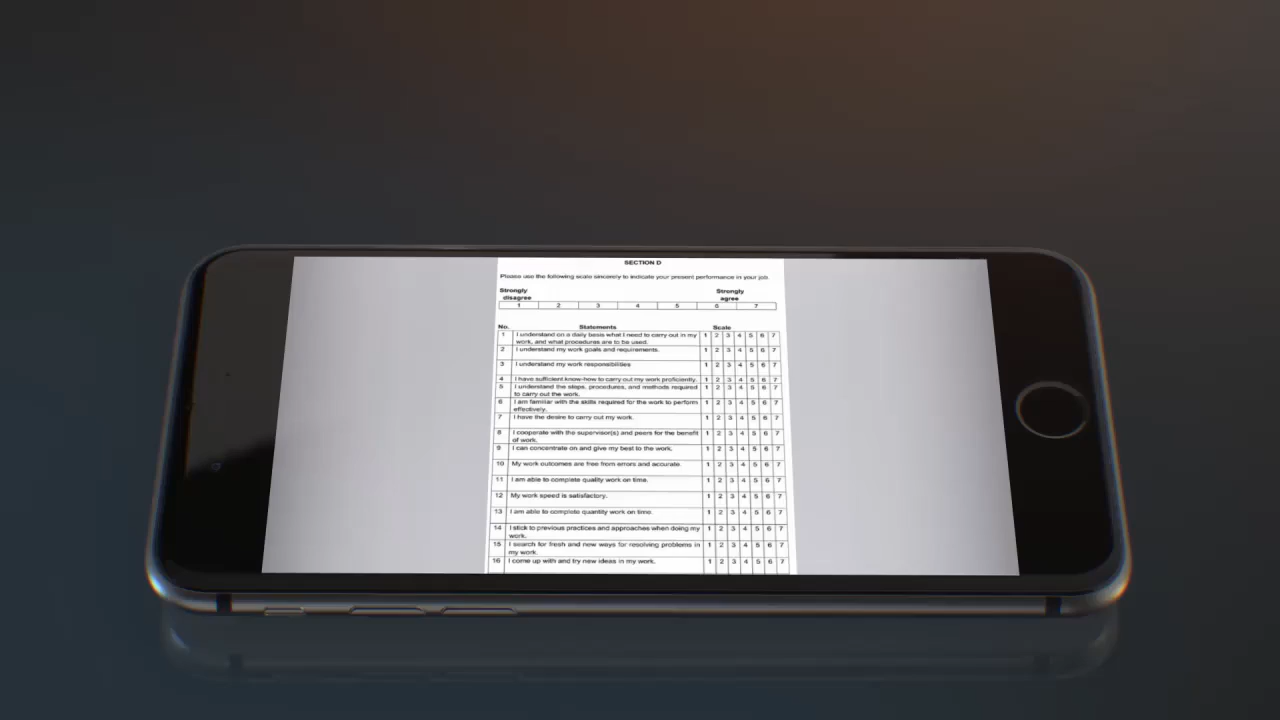 SECTION D
Please use the following scale sincerely to indicate your present performance in your job.
Strongly disagree Strongly agree
1 2 3 4 5 6 7
No. Statements Scale
1 I understand on a daily basis what I need to carry out in my 1 2 3 4 5 6 7
work, and what procedures are to be used.
2 I understand my work goals and requirements. 1 2 3 4 5 6 7
3 I understand my work responsibilities 1 2 3 4 5 6 7
4 I have sufficient know-how to carry out my work proficiently. 1 2 3 4 5 6 7
5 I understand the steps, procedures, and methods required 1 2 3 4 5 6 7
to carry out the work.
6 I am familiar with the skills required for the work to perform 1 2 3 4 5 6 7
effectively.
7 I have the desire to carry out my work. 1 2 3 4 5 6 7
8 I cooperate with the supervisor(s) and peers for the benefit 1 2 3 4 5 6 7
of work.
9 I can concentrate on and give my best to the work. 1 2 3 4 5 6 7
10 My work outcomes are free from errors and accurate. 1 2 3 4 5 6 7
11 I am able to complete quality work on time. 1 2 3 4 5 6 7
12 My work speed is satisfactory. 1 2 3 4 5 6 7
13 I am able to complete quantity work on time. 1 2 3 4 5 6 7
14 I stick to previous practices and approaches when doing my 1 2 3 4 5 6 7
work.
15 I search for fresh and new ways for resolving problems in 1 2 3 4 5 6 7
my work.
16 I come up with and try new ideas in my work. 1 2 3 4 5 6 7